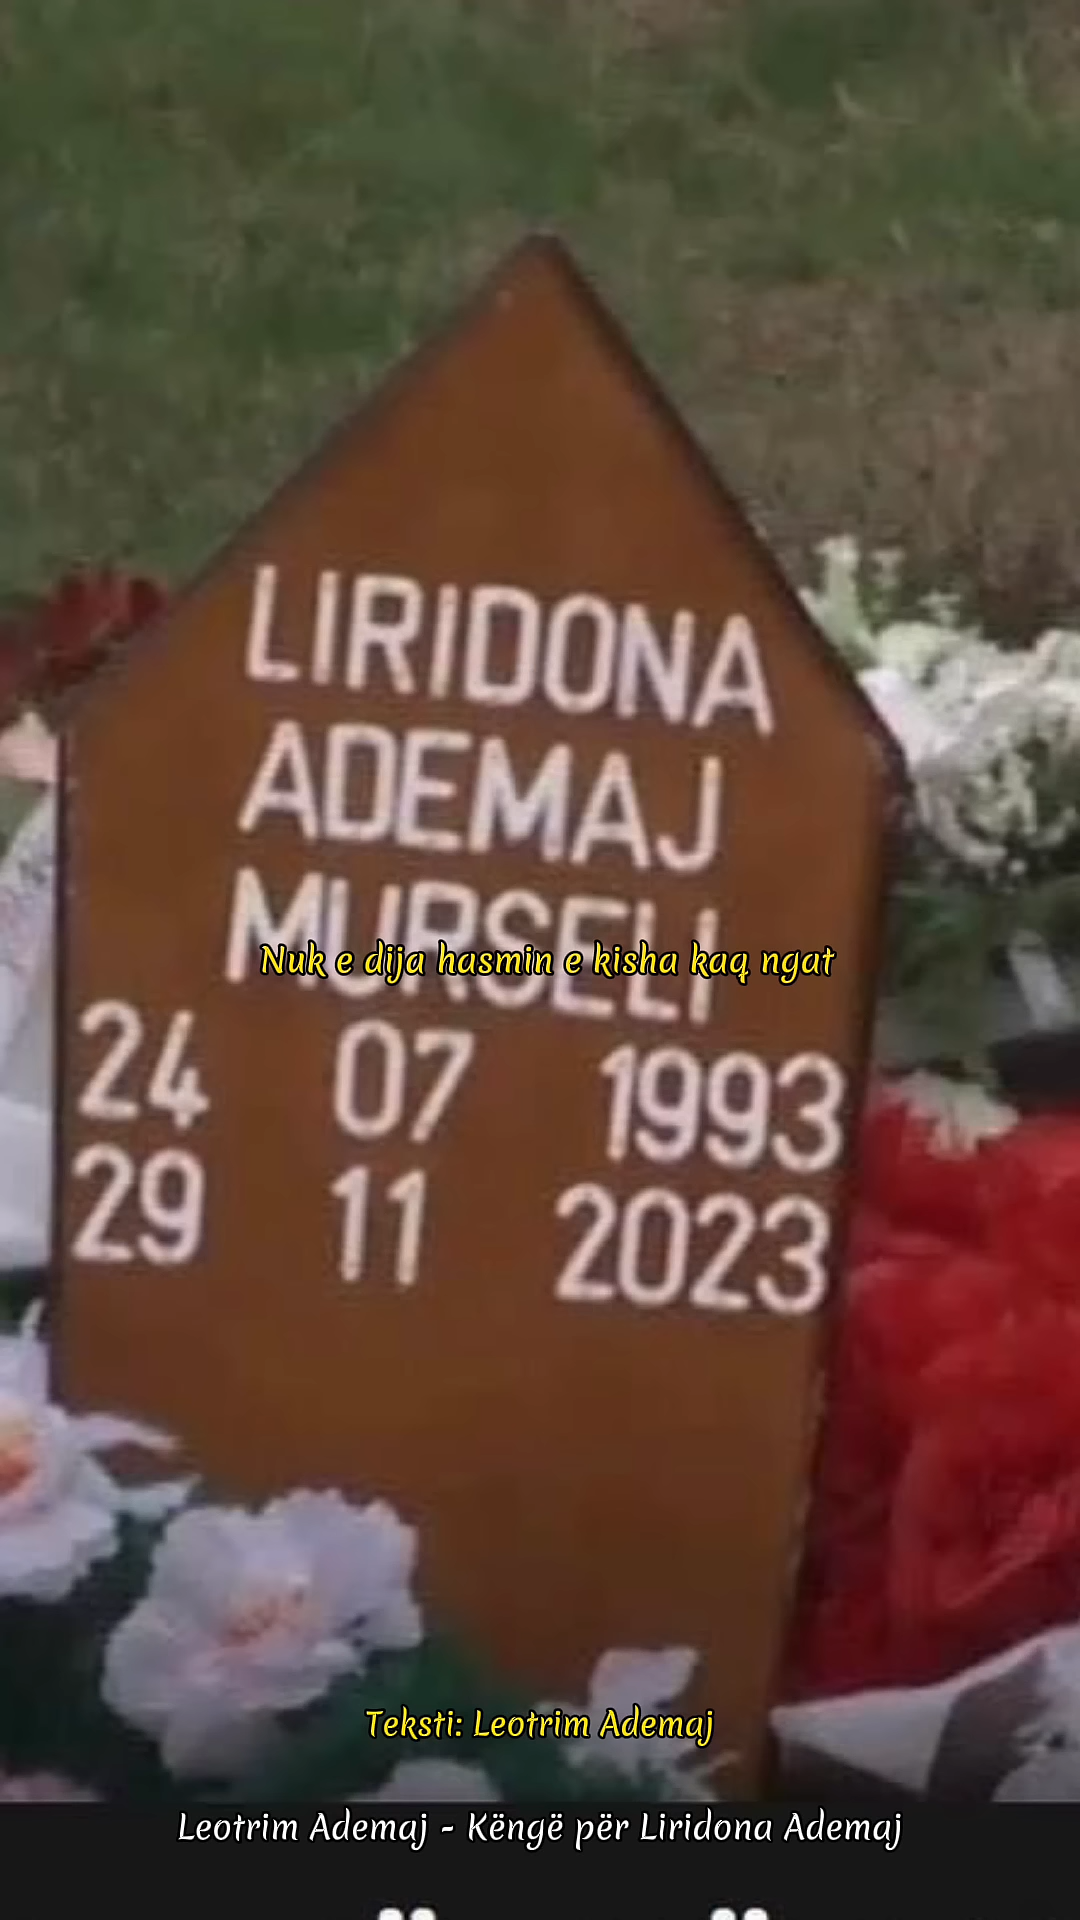 LIRIDONA
ADEMAJ
MURSELI
Nuk e dija hasmin e kisha kaq ngat
24 07 1993
29 11 2023
Teksti: Leotrim Ademaj
Leotrim Ademaj - Këngë për Liridona Ademaj